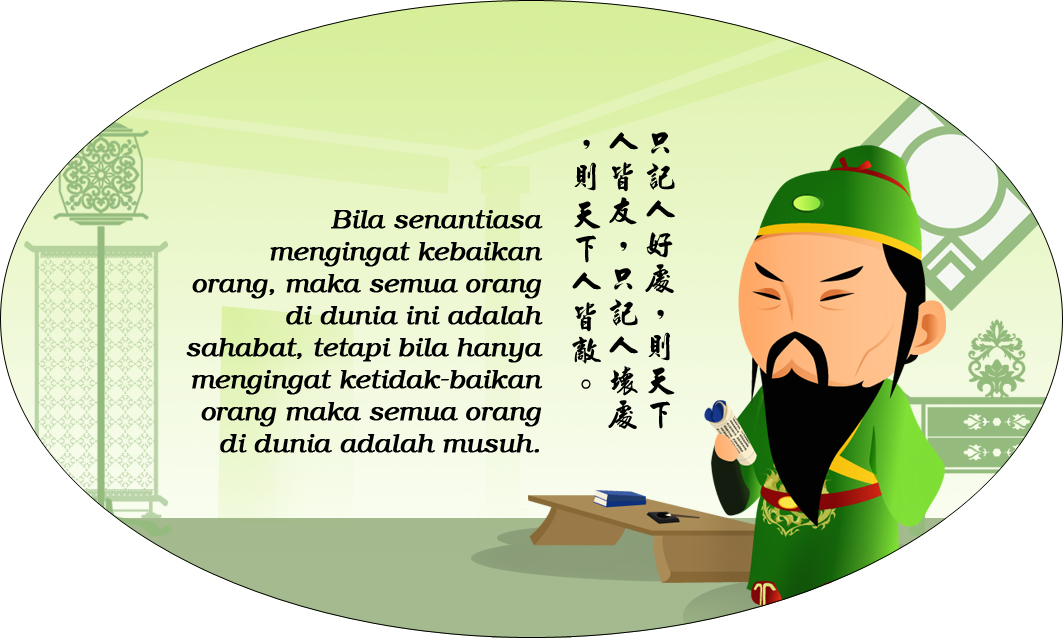 Bila senantiasa
mengingat kebaikan
orang, maka semua orang
di dunia ini adalah
sahabat, tetapi bila hanya
mengingat ketidak-baikan
orang maka semua orang
di dunia adalah musuh.
只記人好處，則天下
人皆友，只記人壞處
，則天下人皆敵。